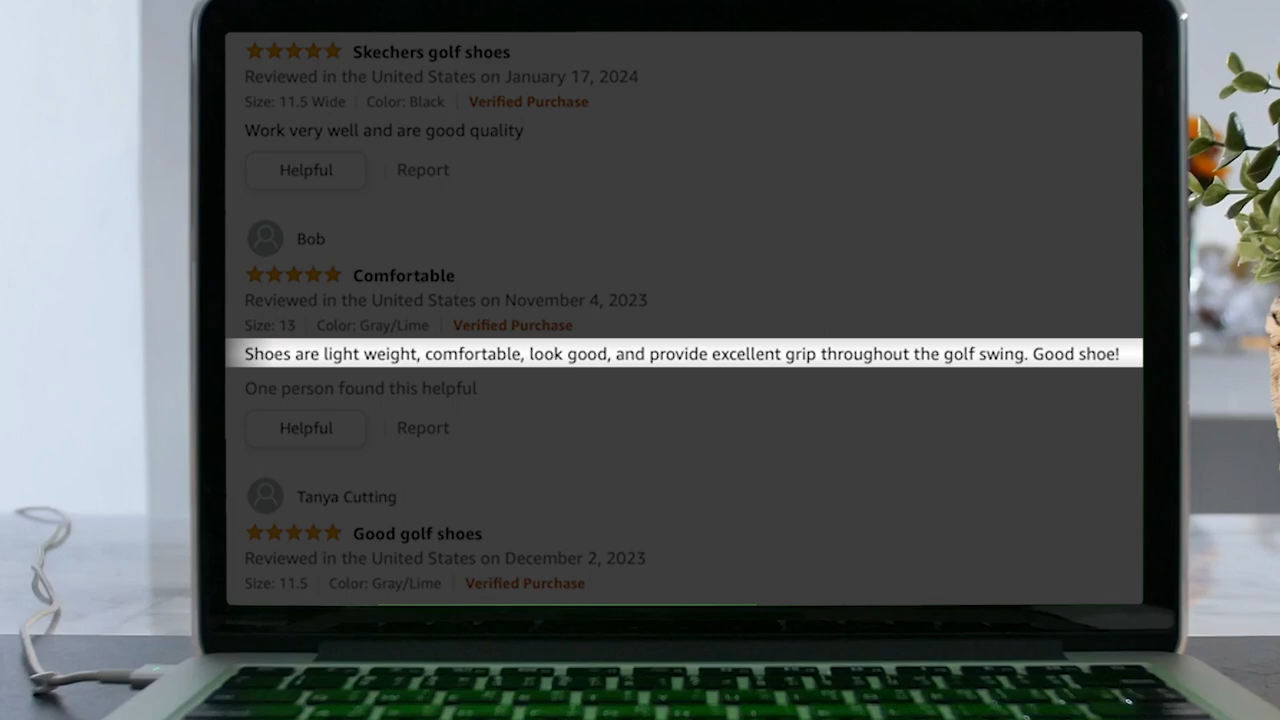 Skechers golf shoes
Reviewed in the United States on January 17, 2024
Size: 11.5 Wide Color: Black Verified Purchase
Work very well and are good quality
Helpful Report
Bob
Comfortable
Reviewed in the United States on November 4, 2023
Size: 13 Color: Gray/Lime Verified Purchase
Shoes are light weight, comfortable, look good, and provide excellent grip throughout the golf swing. Good shoe!
One person found this helpful
Helpful Report
Tanya Cutting
Good golf shoes
Reviewed in the United States on December 2, 2023
Size: 11.5 Color: Gray/Lime Verified Purchase